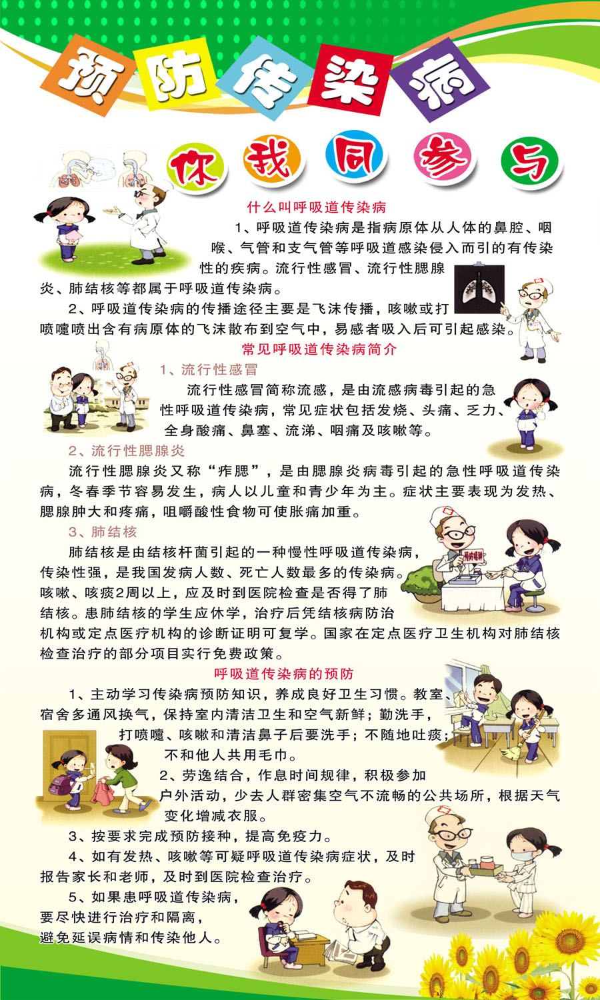 预防传染病
你我同参与
什么叫呼吸道传染病
1、呼吸道传染病是指病原体从人体的鼻腔、咽
喉、气管和支气管等呼吸道感染侵入而引的有传染
性的疾病。流行性感冒、流行性腮腺
炎、肺结核等都属于呼吸道传染病。
2、呼吸道传染病的传播途径主要是飞沫传播，咳嗽或打
喷嚏喷出含有病原体的飞沫散布到空气中，易感者吸入后可引起感染。
常见呼吸道传染病简介
1、流行性感冒
流行性感冒简称流感，是由流感病毒引起的急
性呼吸道传染病，常见症状包括发烧、头痛、乏力、
全身酸痛、鼻塞、流涕、咽痛及咳嗽等。
2、流行性腮腺炎
流行性腮腺炎又称“痄腮”，是由腮腺炎病毒引起的急性呼吸道传染
病，冬春季节容易发生，病人以儿童和青少年为主。症状主要表现为发热、
腮腺肿大和疼痛，咀嚼酸性食物可使胀痛加重。
3、肺结核
肺结核是由结核杆菌引起的一种慢性呼吸道传染病，
传染性强，是我国发病人数、死亡人数最多的传染病。
咳嗽、咳痰2周以上，应及时到医院检查是否得了肺
结核。患肺结核的学生应休学，治疗后凭结核病防治
机构或定点医疗机构的诊断证明可复学。国家在定点医疗卫生机构对肺结核
检查治疗的部分项目实行免费政策。
预防接种
呼吸道传染病的预防
1、主动学习传染病预防知识，养成良好卫生习惯。教室、
宿舍多通风换气，保持室内清洁卫生和空气新鲜；勤洗手，
打喷嚏、咳嗽和清洁鼻子后要洗手；不随地吐痰；
不和他人共用毛巾。
2、劳逸结合，作息时间规律，积极参加
户外活动，少去人群密集空气不流畅的公共场所，根据天气
变化增减衣服。
3、按要求完成预防接种，提高免疫力。
4、如有发热、咳嗽等可疑呼吸道传染病症状，及时
报告家长和老师，及时到医院检查治疗。
5、如果患呼吸道传染病，
要尽快进行治疗和隔离，
避免延误病情和传染他人。